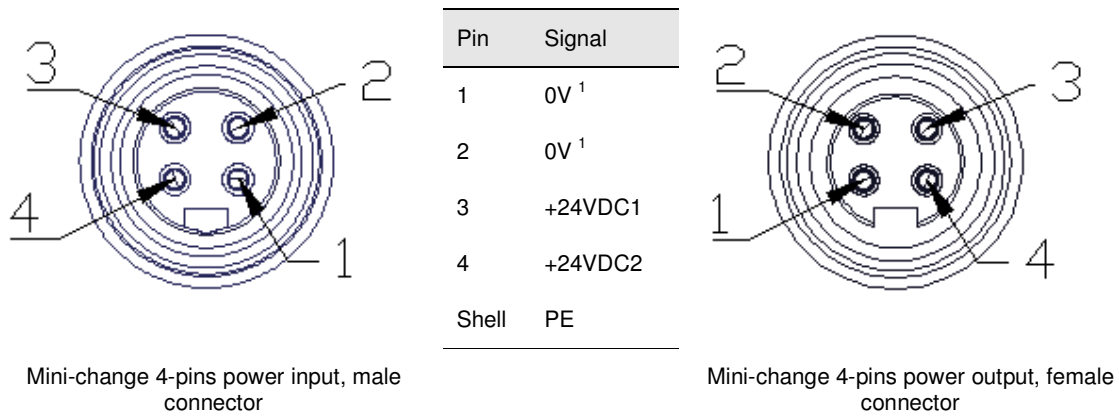 3
2
4
1
Mini-change 4-pins power input, male
connector
Pin Signal
1 0V ¹
2 0V ¹
3 +24VDC1
4 +24VDC2
Shell PE
2
3
1
4
Mini-change 4-pins power output, female
connector